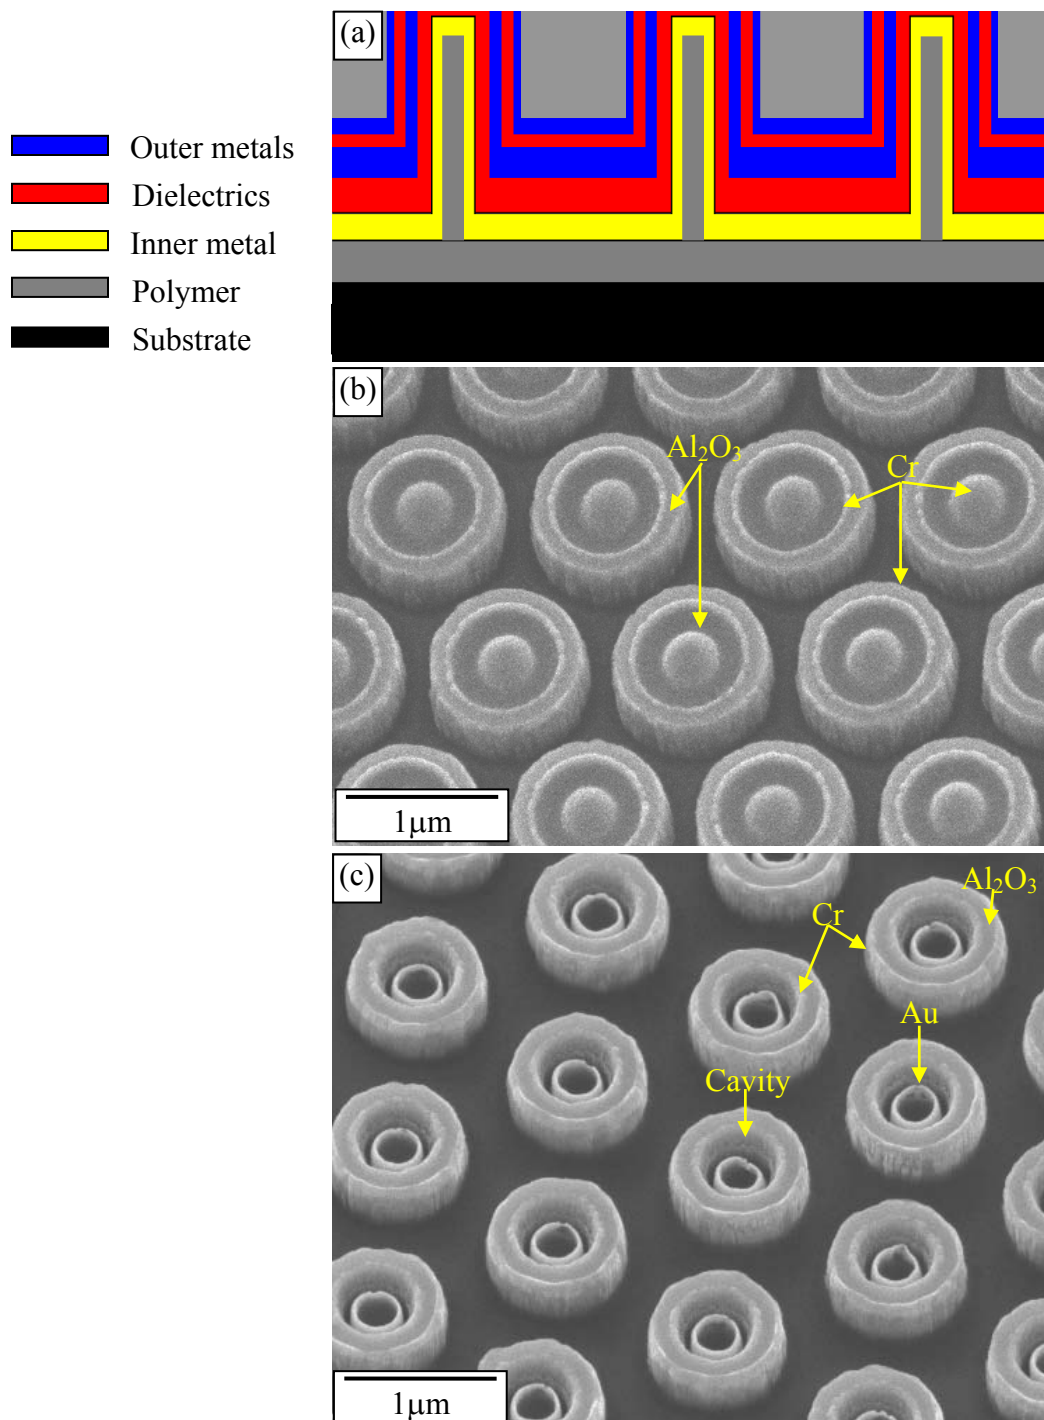 (a)
Outer metals
Dielectrics
Inner metal
Polymer
Substrate
(b)
Al₂O₃
Cr
1μm
(c)
Al₂O₃
Cr
Au
Cavity
1μm